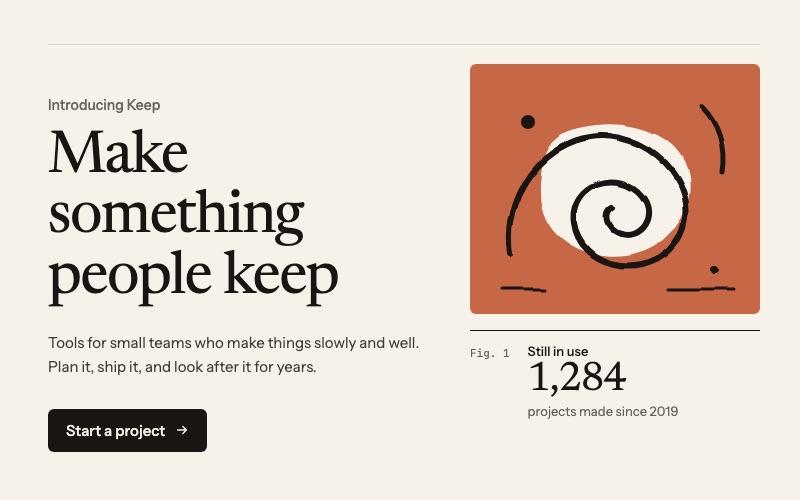 Introducing Keep
Make
something
people keep
Tools for small teams who make things slowly and well.
Plan it, ship it, and look after it for years.
Start a project →
Fig. 1
Still in use
1,284
projects made since 2019